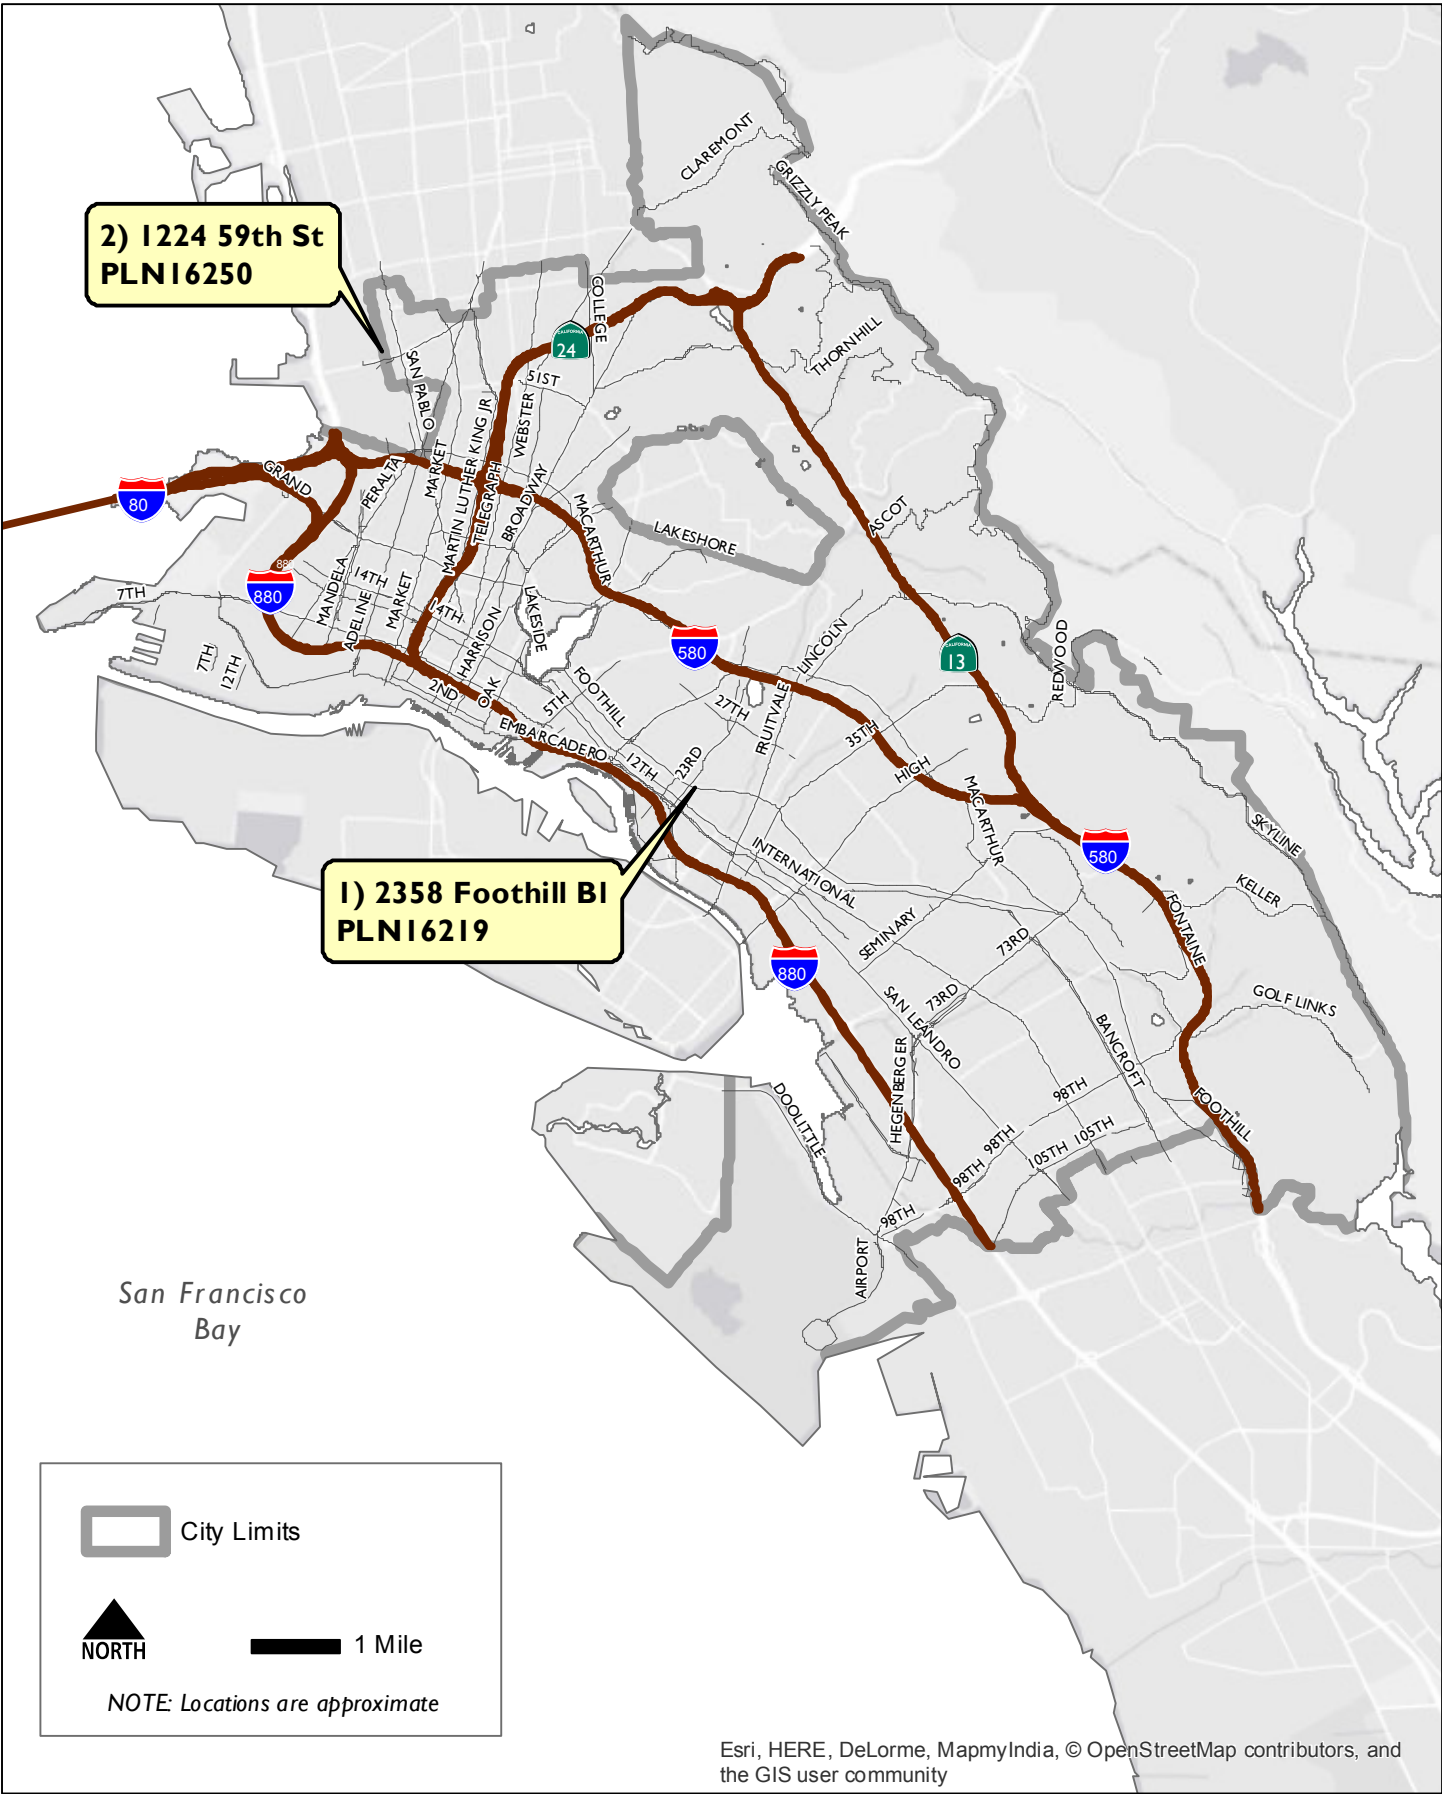 CLAREMONT
GRIZZLY PEAK
2) 1224 59th St
PLN16250
COLLEGE
CALIFORNIA
24
THORNHILL
SAN PABLO
51ST
WEBSTER
MARTIN LUTHER KING JR
MARKET
TELEGRAPH
BROADWAY
GRAND
PERALTA
80
MACARTHUR
LAKESHORE
ASCOT
880
880
7TH
MANDELA
14TH
ADELINE
MARKET
14TH
HARRISON
LAKESIDE
7TH
12TH
2ND
OAK
5TH
FOOTHILL
EMBARCADERO
12TH
23RD
27TH
580
FRUITVALE
LINCOLN
35TH
HIGH
CALIFORNIA
13
REDWOOD
MACARTHUR
580
SKYLINE
KELLER
FONTAINE
GOLF LINKS
1) 2358 Foothill Bl
PLN16219
INTERNATIONAL
SEMINARY
73RD
73RD
880
SAN LEANDRO
BANCROFT
HEGENBERGER
DOOLITTLE
98TH
98TH
98TH
98TH
105TH
105TH
FOOTHILL
AIRPORT
San Francisco
Bay
City Limits
NORTH
1 Mile
NOTE: Locations are approximate
Esri, HERE, DeLorme, MapmyIndia, © OpenStreetMap contributors, and
the GIS user community